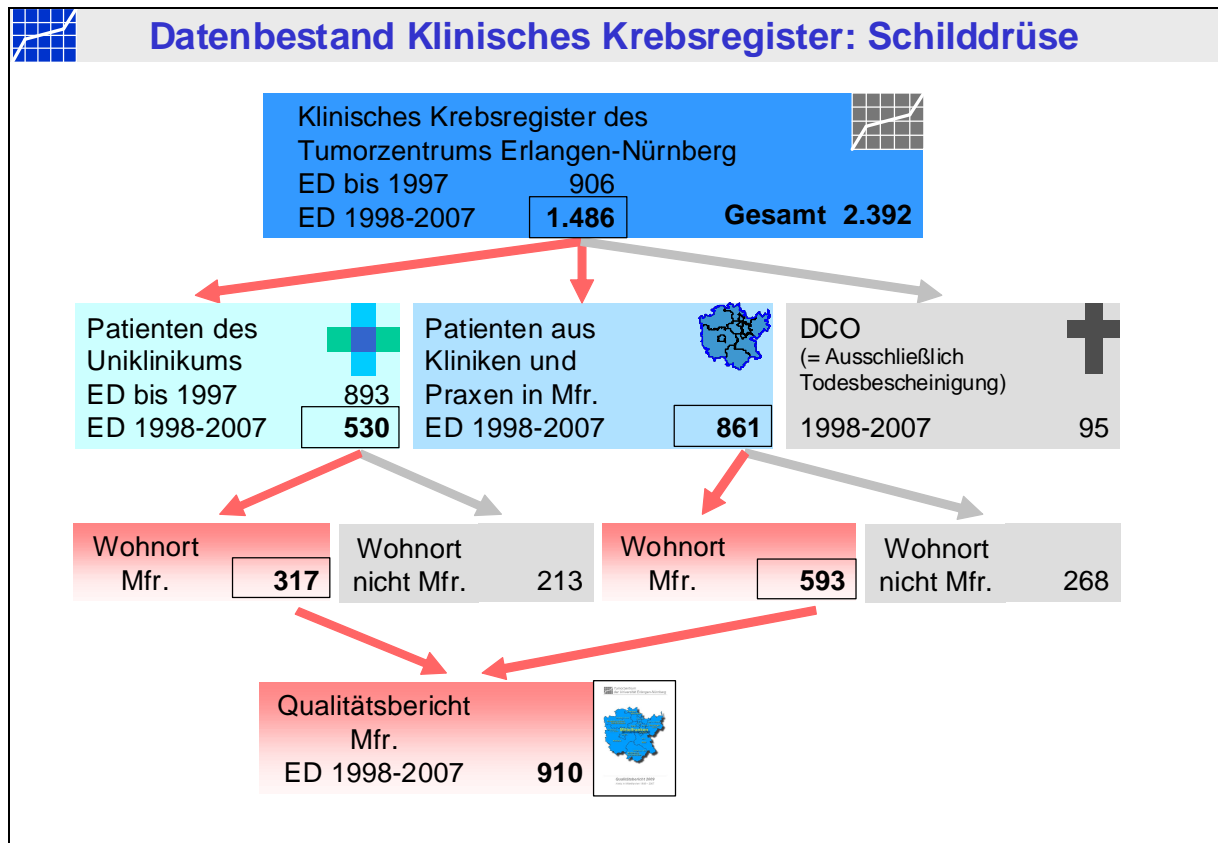 Datenbestand Klinisches Krebsregister: Schilddrüse
Klinisches Krebsregister des
Tumorzentrums Erlangen-Nürnberg
ED bis 1997 906
ED 1998-2007 1.486 Gesamt 2.392
Patienten des
Uniklinikums
ED bis 1997 893
ED 1998-2007 530
Patienten aus
Kliniken und
Praxen in Mfr.
ED 1998-2007 861
DCO
(= Ausschließlich
Todesbescheinigung)
1998-2007 95
Wohnort
Mfr. 317
Wohnort
nicht Mfr. 213
Wohnort
Mfr. 593
Wohnort
nicht Mfr. 268
Qualitätsbericht
Mfr.
ED 1998-2007 910
Mittelfranken